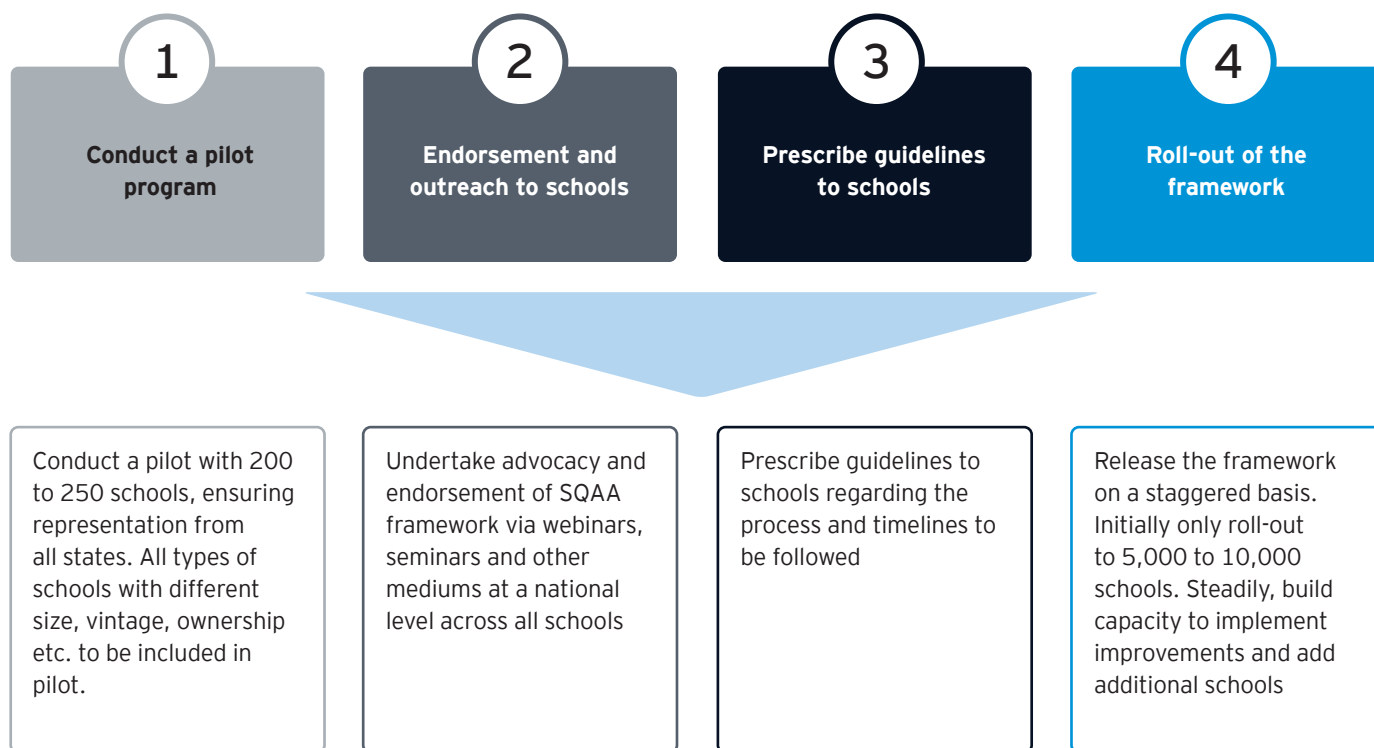 1
Conduct a pilot
program
2
Endorsement and
outreach to schools
3
Prescribe guidelines
to schools
4
Roll-out of the
framework
Conduct a pilot with 200
to 250 schools, ensuring
representation from
all states. All types of
schools with different
size, vintage, ownership
etc. to be included in
pilot.
Undertake advocacy and
endorsement of SQAA
framework via webinars,
seminars and other
mediums at a national
level across all schools
Prescribe guidelines to
schools regarding the
process and timelines to
be followed
Release the framework
on a staggered basis.
Initially only roll-out
to 5,000 to 10,000
schools. Steadily, build
capacity to implement
improvements and add
additional schools